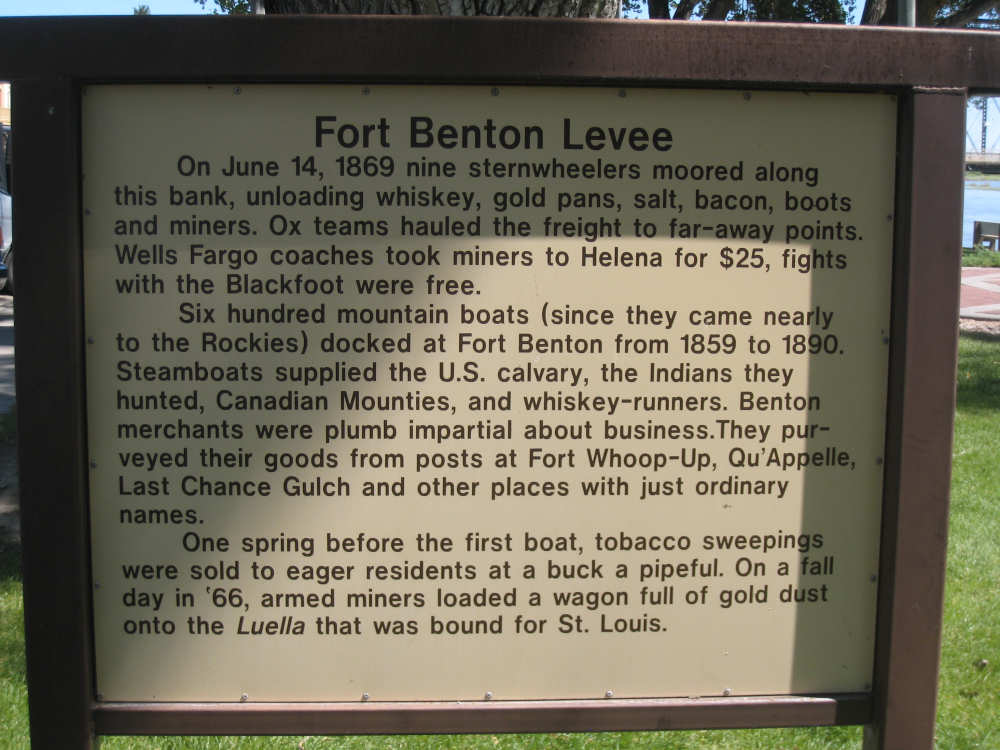 Fort Benton Levee
On June 14, 1869 nine sternwheelers moored along
this bank, unloading whiskey, gold pans, salt, bacon, boots
and miners. Ox teams hauled the freight to far-away points.
Wells Fargo coaches took miners to Helena for $25, fights
with the Blackfoot were free.
Six hundred mountain boats (since they came nearly
to the Rockies) docked at Fort Benton from 1859 to 1890.
Steamboats supplied the U.S. calvary, the Indians they
hunted, Canadian Mounties, and whiskey-runners. Benton
merchants were plumb impartial about business.They pur-
veyed their goods from posts at Fort Whoop-Up, Qu'Appelle,
Last Chance Gulch and other places with just ordinary
names.
One spring before the first boat, tobacco sweepings
were sold to eager residents at a buck a pipeful. On a fall
day in '66, armed miners loaded a wagon full of gold dust
onto the Luella that was bound for St. Louis.